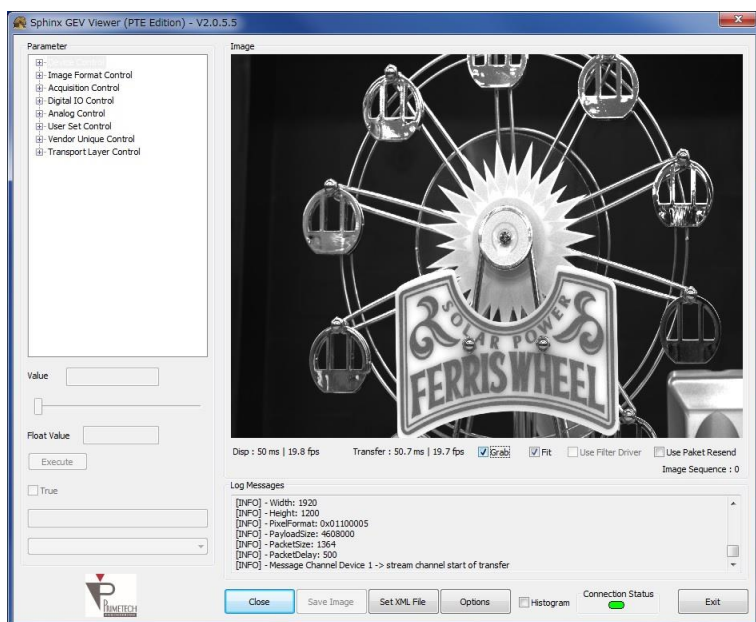 Sphinx GEV Viewer (PTE Edition) - V2.0.5.5
Parameter
Device Control
Image Format Control
Acquisition Control
Digital IO Control
Analog Control
User Set Control
Vendor Unique Control
Transport Layer Control
Value
Float Value
Execute
True
PRIMETECH
Image
SOLAR POWER
FERRIS WHEEL
Disp : 50 ms | 19.8 fps Transfer : 50.7 ms | 19.7 fps Grab Fit Use Filter Driver Use Paket Resend
Image Sequence : 0
Log Messages
[INFO] - Width: 1920
[INFO] - Height: 1200
[INFO] - PixelFormat: 0x01100005
[INFO] - PayloadSize: 4608000
[INFO] - PacketSize: 1364
[INFO] - PacketDelay: 500
[INFO] - Message Channel Device 1 -> stream channel start of transfer
Close Save Image Set XML File Options Histogram Connection Status Exit